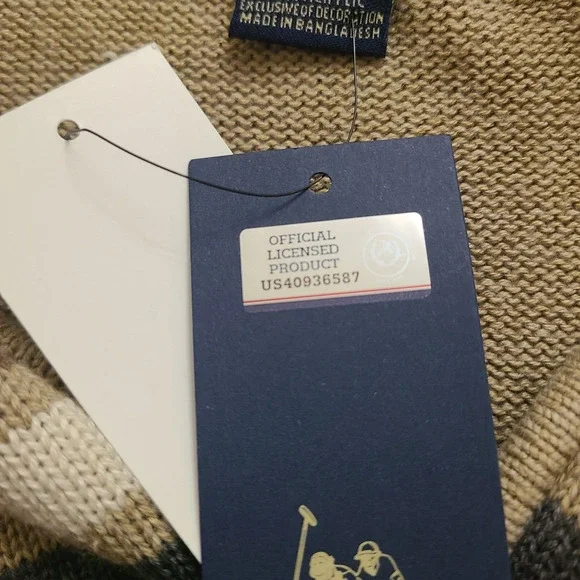 EXCLUSIVE OF DECORATION
MADE IN BANGLADESH
OFFICIAL
LICENSED
PRODUCT
US40936587